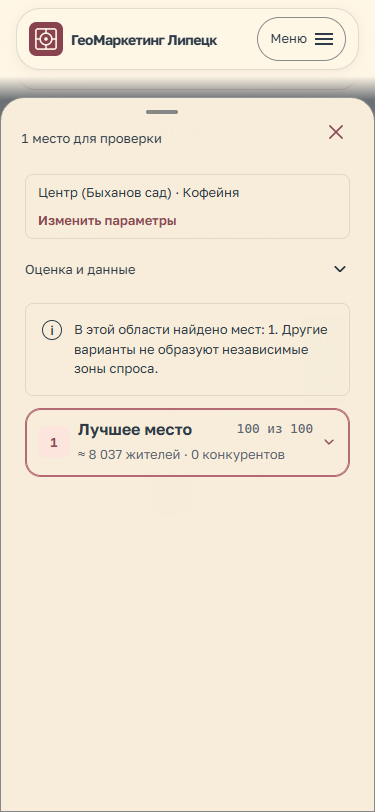 ГеоМаркетинг Липецк
Меню
1 место для проверки
Центр (Быханов сад) · Кофейня
Изменить параметры
Оценка и данные
В этой области найдено мест: 1. Другие
варианты не образуют независимые
зоны спроса.
1
Лучшее место
100 из 100
≈ 8 037 жителей · 0 конкурентов